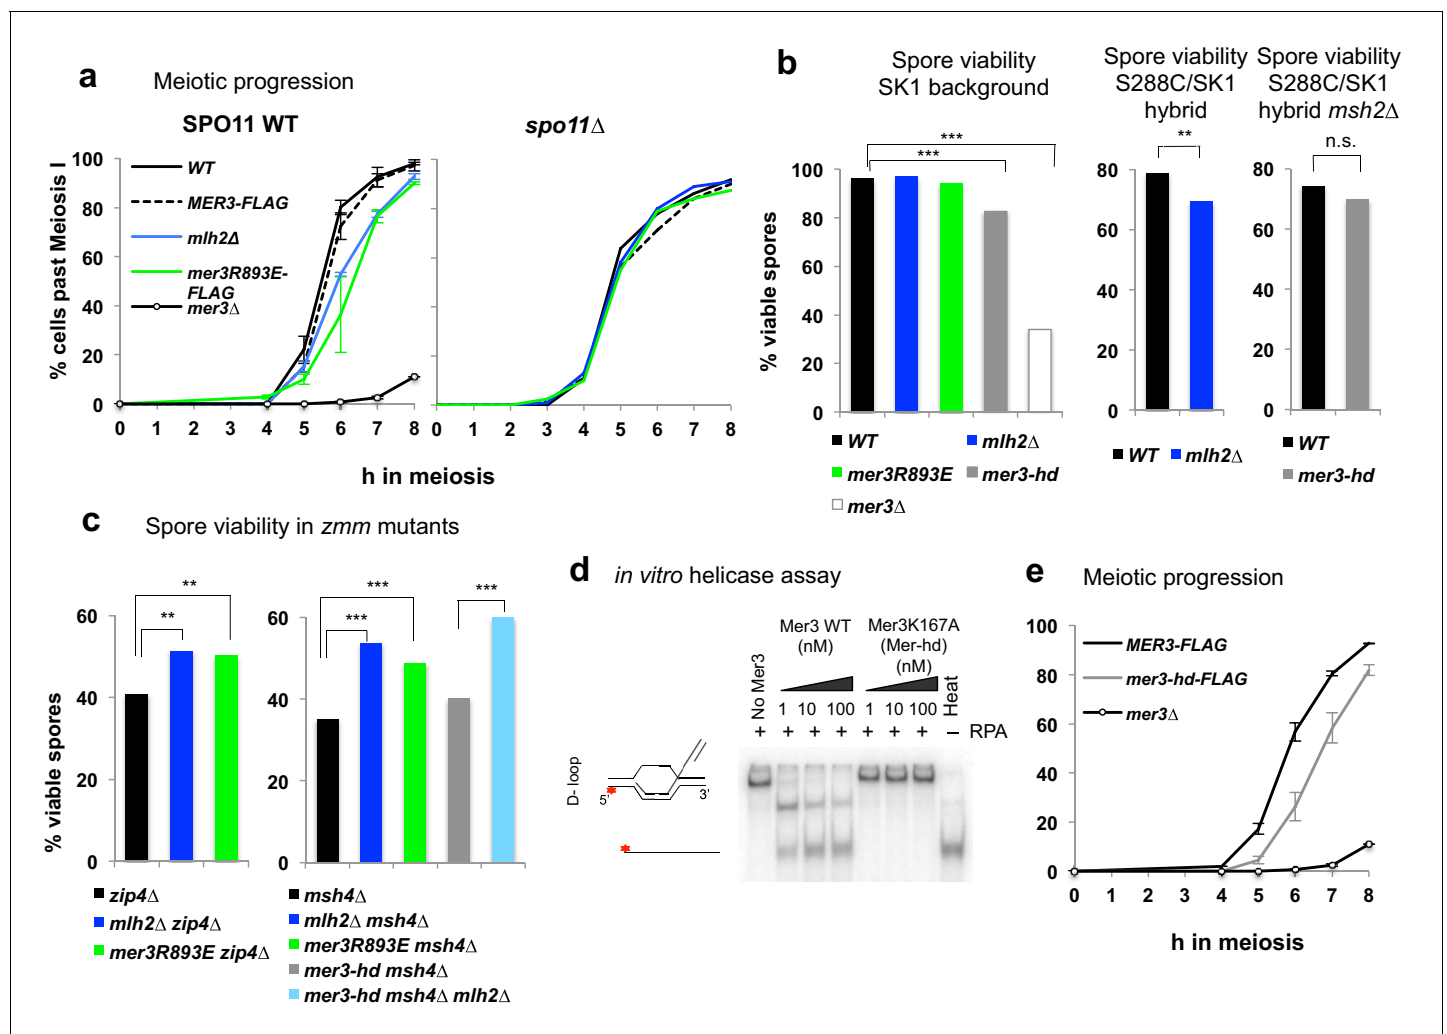 a Meiotic progression
SPO11 WT
spo11Δ
% cells past Meiosis I
100
80
60
40
20
0
WT
MER3-FLAG
mlh2Δ
mer3R893E-
FLAG
mer3Δ
0 1 2 3 4 5 6 7 8
0 1 2 3 4 5 6 7 8
h in meiosis
b
Spore viability
SK1 background
% viable spores
100
80
60
40
20
0
***
***
WT
mlh2Δ
mer3R893E
mer3-hd
mer3Δ
Spore viability
S288C/SK1
hybrid
**
80
60
40
20
0
WT mlh2Δ
Spore viability
S288C/SK1
hybrid msh2Δ
n.s.
80
60
40
20
0
WT
mer3-hd
c Spore viability in zmm mutants
% viable spores
60
40
20
0
**
**
zip4Δ
mlh2Δ zip4Δ
mer3R893E zip4Δ
60
40
20
0
***
***
***
msh4Δ
mlh2Δ msh4Δ
mer3R893E msh4Δ
mer3-hd msh4Δ
mer3-hd msh4Δ mlh2Δ
d in vitro helicase assay
No Mer3
Mer3 WT
(nM)
Mer3K167A
(Mer-hd)
(nM)
Heat
1 10 100 1 10 100
+ + + + + + + – RPA
D- loop
5'
3'
e Meiotic progression
100
80
60
40
20
0
MER3-FLAG
mer3-hd-FLAG
mer3Δ
0 1 2 3 4 5 6 7 8
h in meiosis